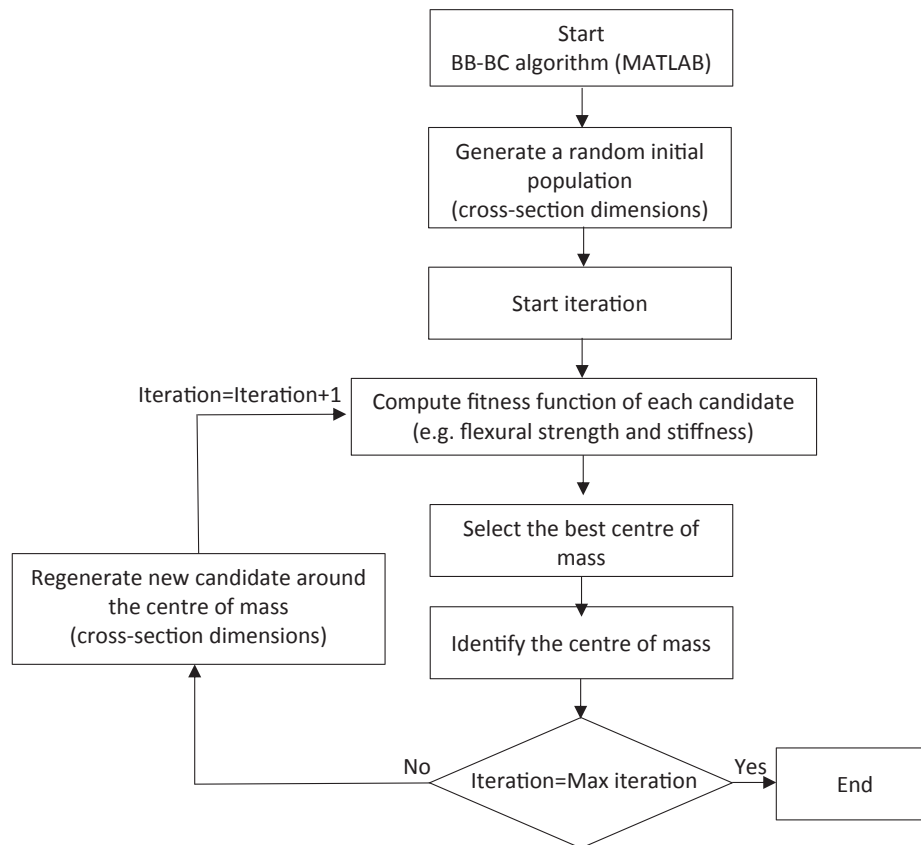 Start
BB-BC algorithm (MATLAB)
Generate a random initial
population
(cross-section dimensions)
Start iteration
Iteration=Iteration+1
Compute fitness function of each candidate
(e.g. flexural strength and stiffness)
Select the best centre of
mass
Regenerate new candidate around
the centre of mass
(cross-section dimensions)
Identify the centre of mass
No
Iteration=Max iteration
Yes
End